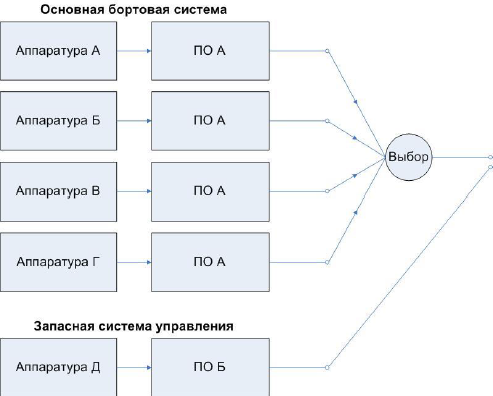 Основная бортовая система
Аппаратура А
ПО А
Аппаратура Б
ПО А
Выбор
Аппаратура В
ПО А
Аппаратура Г
ПО А
Запасная система управления
Аппаратура Д
ПО Б